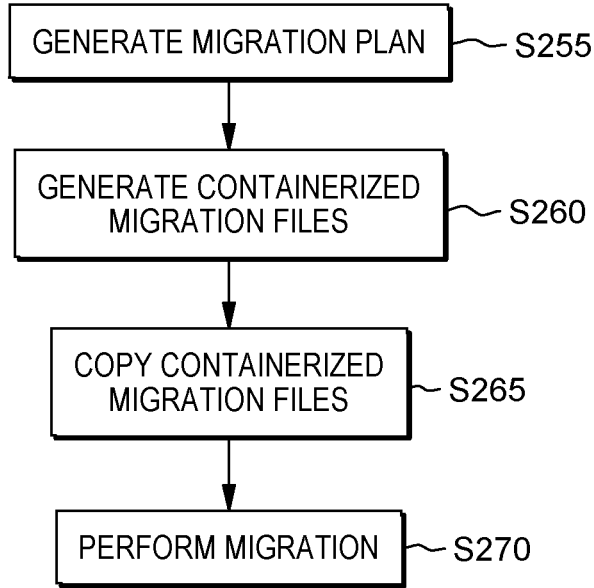 GENERATE MIGRATION PLAN
S255
GENERATE CONTAINERIZED
MIGRATION FILES
S260
COPY CONTAINERIZED
MIGRATION FILES
S265
PERFORM MIGRATION
S270